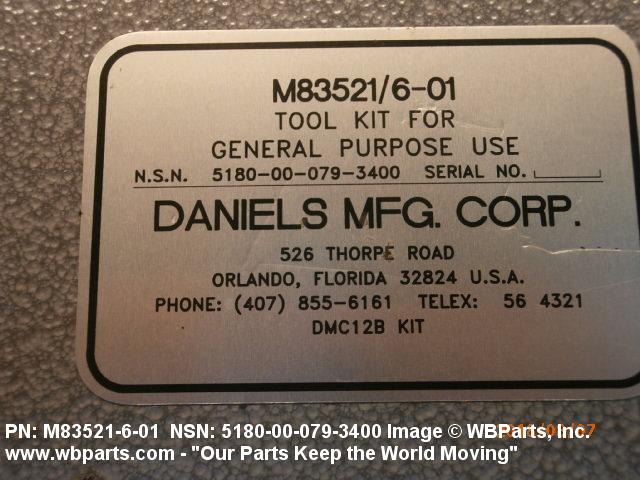 M83521/6-01
TOOL KIT FOR
GENERAL PURPOSE USE
N.S.N. 5180-00-079-3400 SERIAL NO.
DANIELS MFG. CORP.
526 THORPE ROAD
ORLANDO, FLORIDA 32824 U.S.A.
PHONE: (407) 855-6161 TELEX: 56 4321
DMC12B KIT
PN: M83521-6-01 NSN: 5180-00-079-3400 Image © WBParts, Inc.
www.wbparts.com - "Our Parts Keep the World Moving"